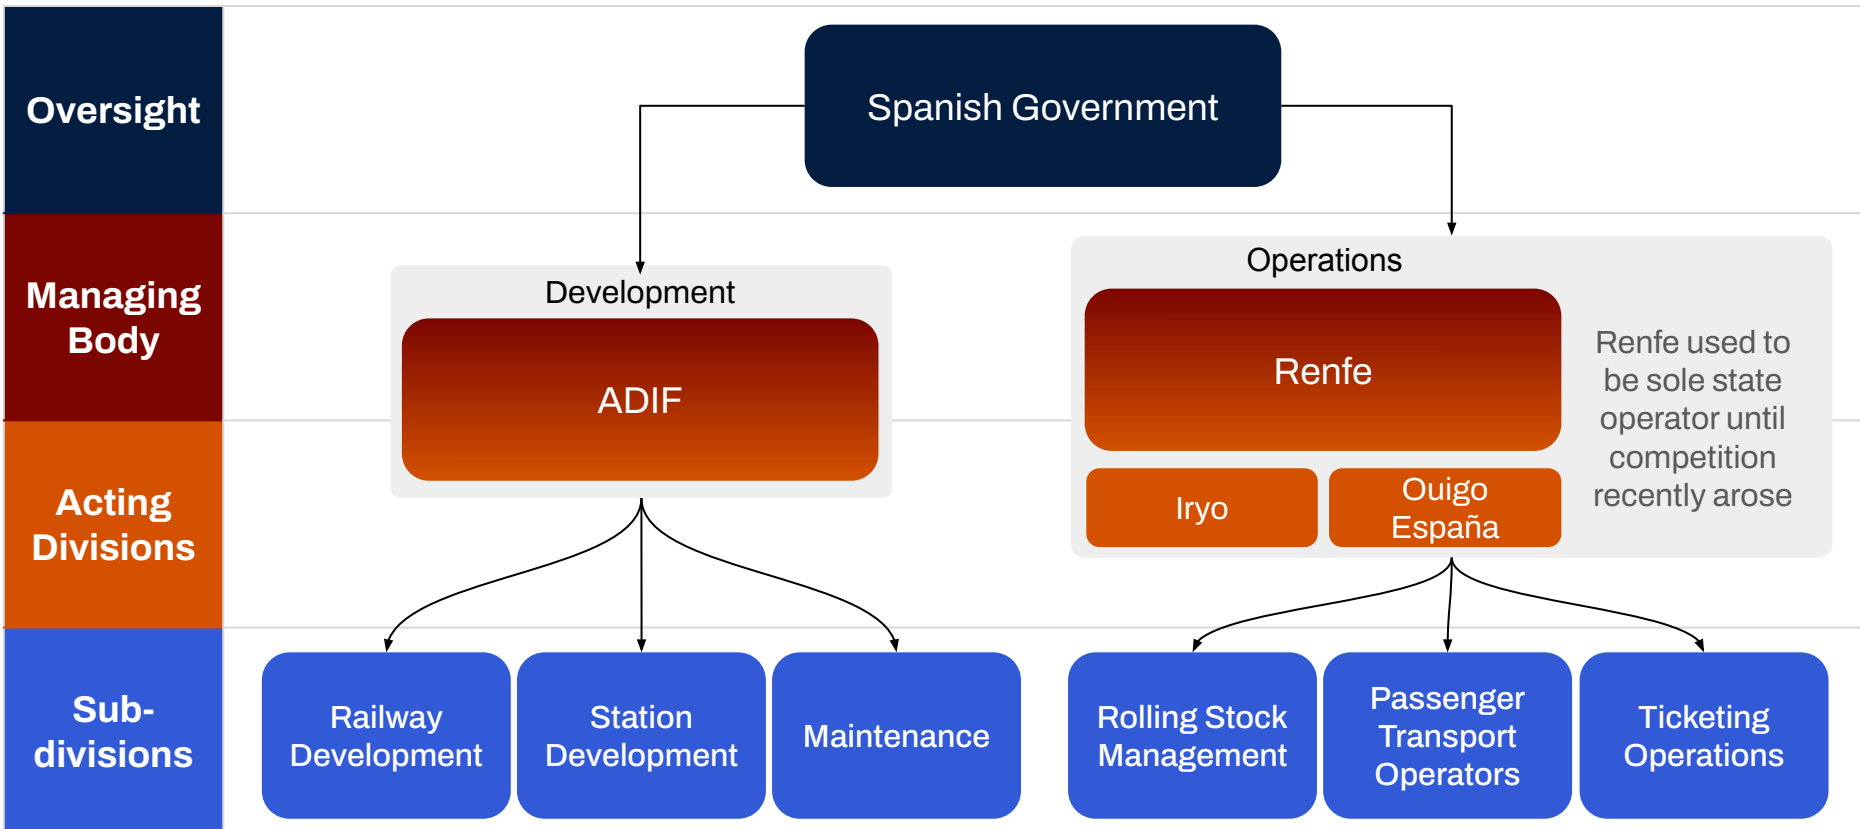 Oversight
Spanish Government
Managing
Body
Development
ADIF
Operations
Renfe
Renfe used to
be sole state
operator until
competition
recently arose
Acting
Divisions
Iryo
Ouigo
España
Sub-
divisions
Railway
Development
Station
Development
Maintenance
Rolling Stock
Management
Passenger
Transport
Operators
Ticketing
Operations